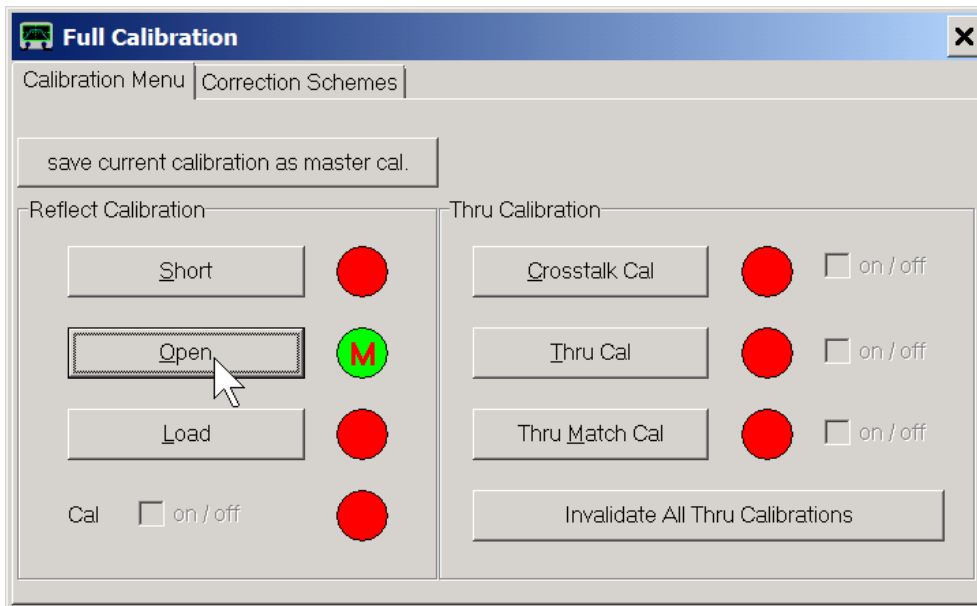 Full Calibration
Calibration Menu
Correction Schemes
save current calibration as master cal.
Reflect Calibration
Short
Open
M
Load
Cal
on / off
Thru Calibration
Crosstalk Cal
on / off
Thru Cal
on / off
Thru Match Cal
on / off
Invalidate All Thru Calibrations